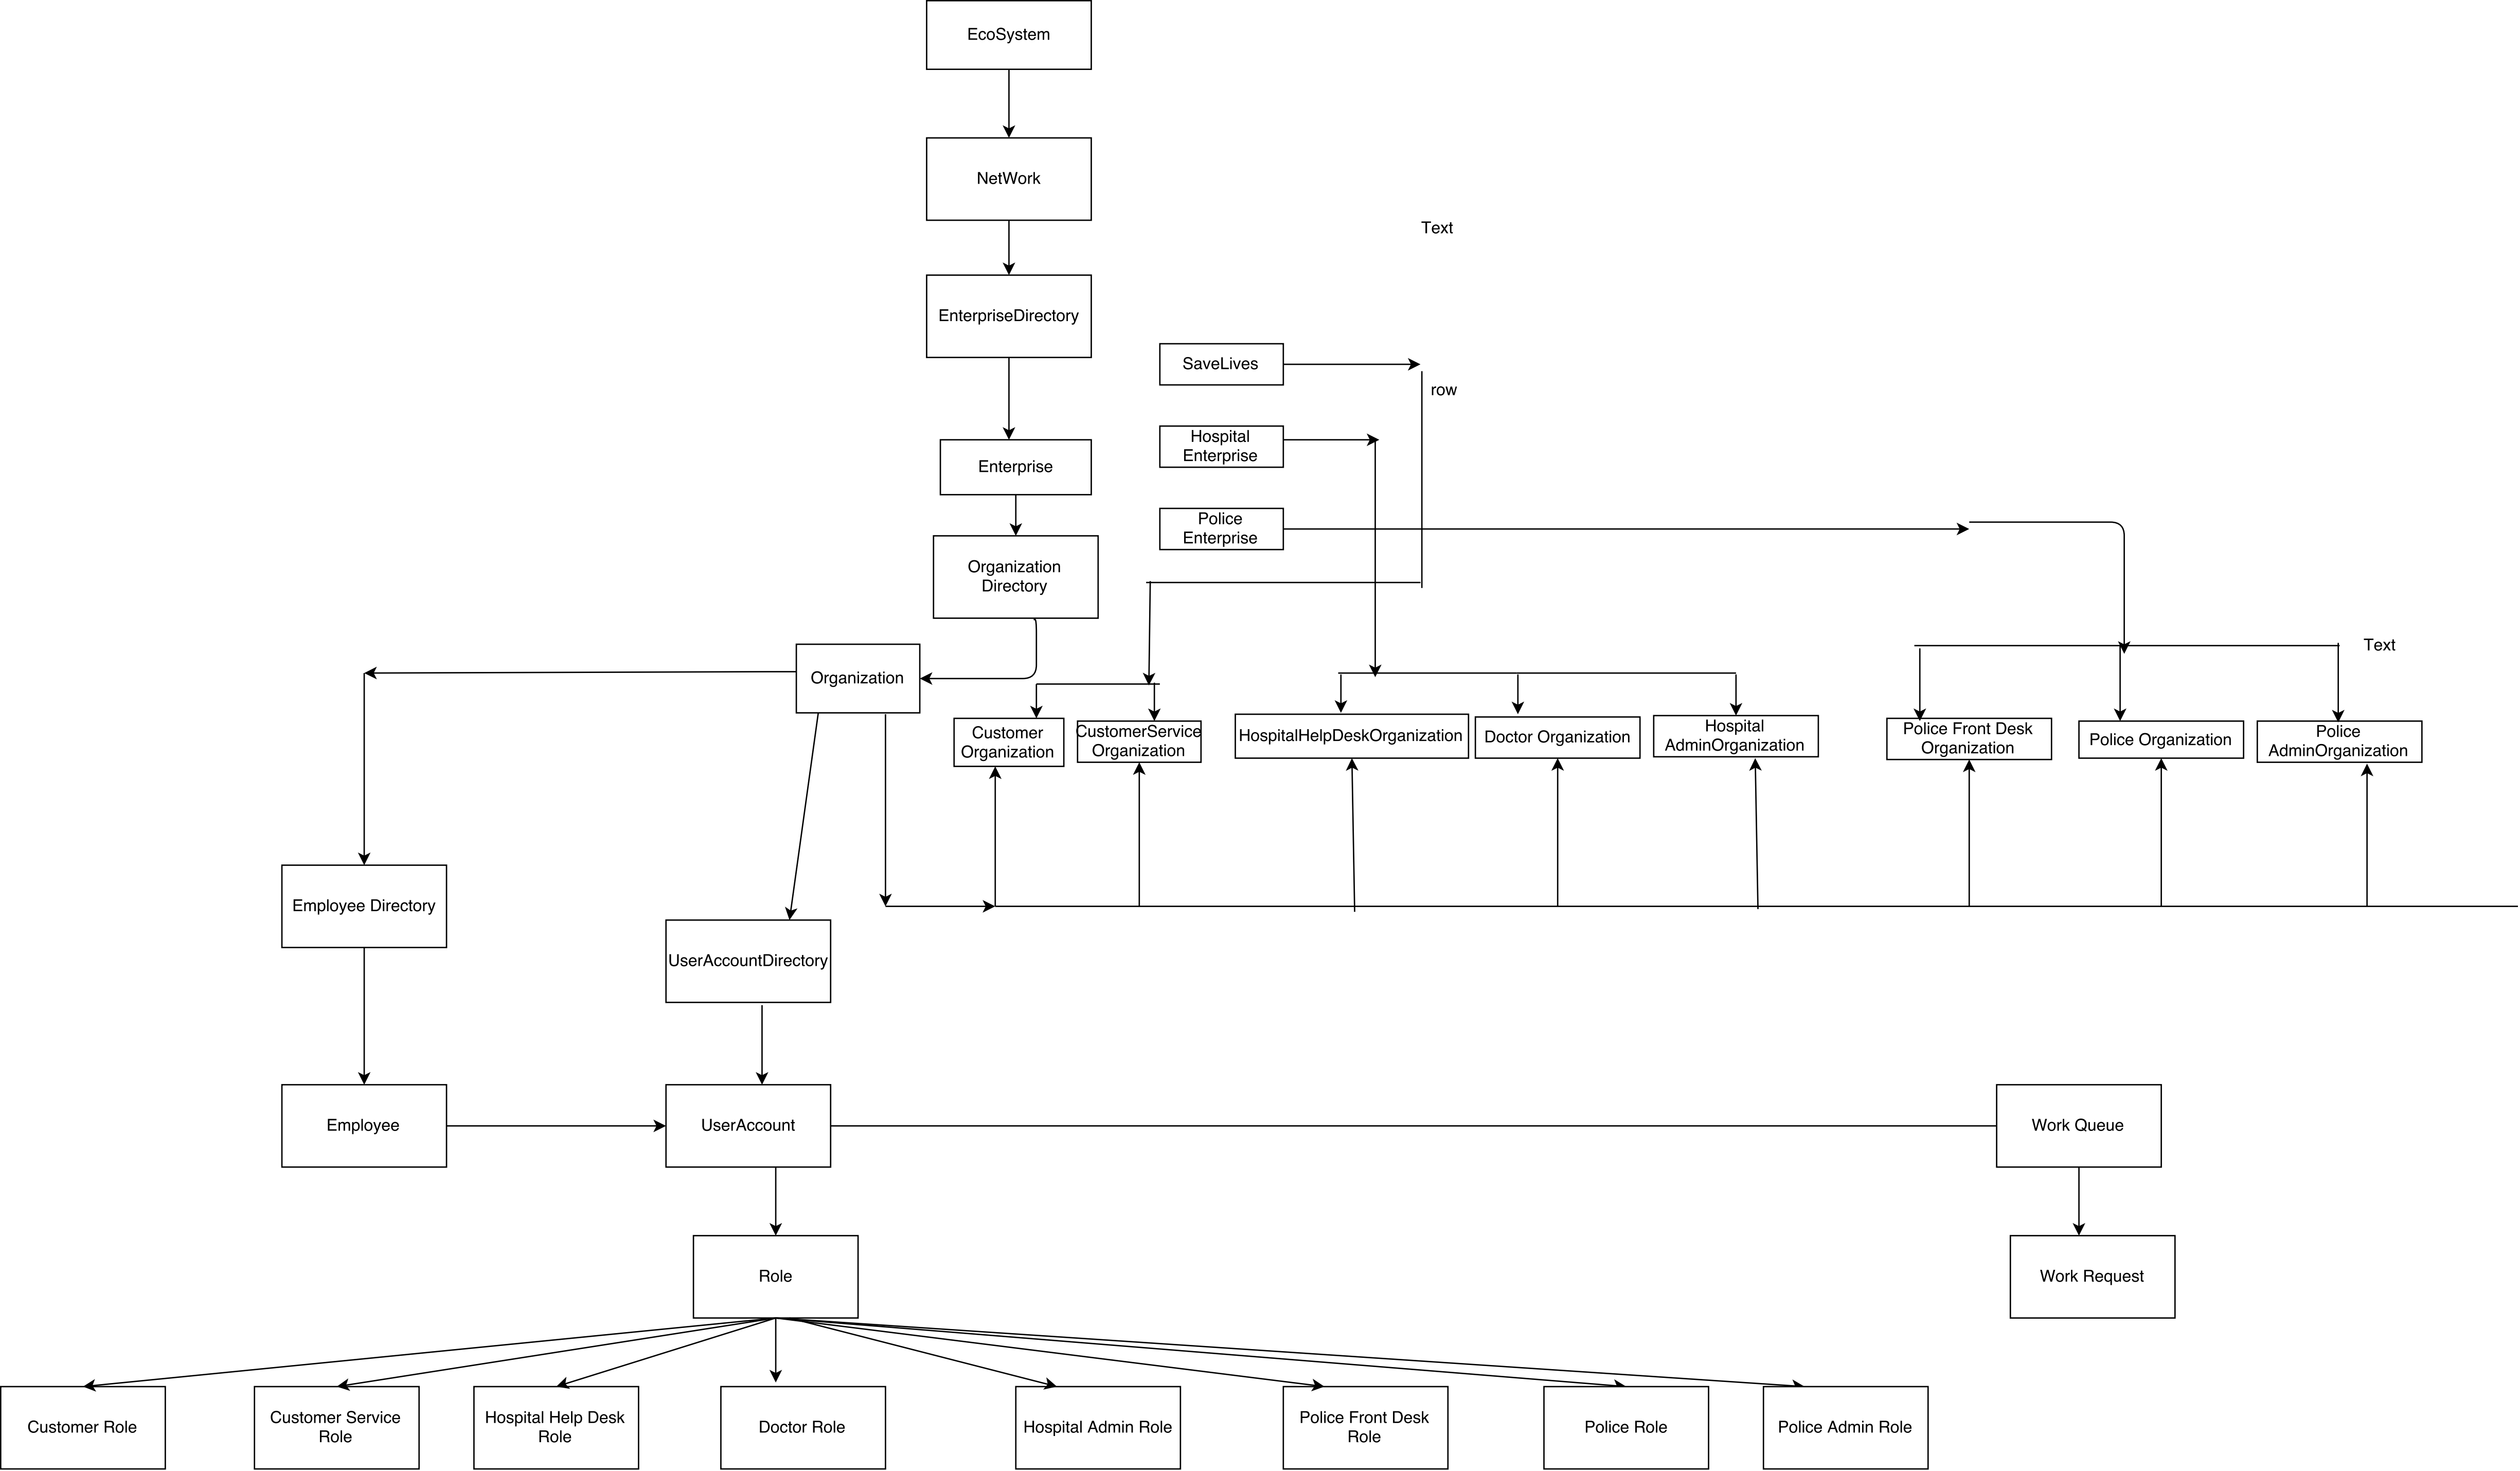 EcoSystem
NetWork
Text
EnterpriseDirectory
SaveLives
row
Hospital
Enterprise
Enterprise
Police
Enterprise
Organization
Directory
Text
Organization
Customer
Organization
CustomerService
Organization
HospitalHelpDeskOrganization
Doctor Organization
Hospital
AdminOrganization
Police Front Desk
Organization
Police Organization
Police
AdminOrganization
Employee Directory
UserAccountDirectory
Employee
UserAccount
Work Queue
Role
Work Request
Customer Role
Customer Service
Role
Hospital Help Desk
Role
Doctor Role
Hospital Admin Role
Police Front Desk
Role
Police Role
Police Admin Role